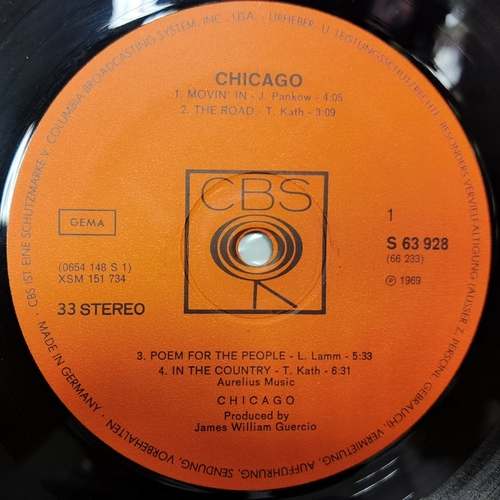 CBS IST EINE SCHUTZMARKE V. COLUMBIA BROADCASTING SYSTEM, INC., USA - URHEBER U. LEISTUNGSSCHUTZRECHTE
BESONDERS VERVIELFÄLTIGUNG (AUSSER Z. PERSÖNL. GEBRAUCH), VERMIETUNG, AUFFÜHRUNG, SENDUNG, VORBEHALTEN -
MADE IN GERMANY
CHICAGO
1. MOVIN' IN - J. Pankow - 4:05
2. THE ROAD - T. Kath - 3:09
CBS
GEMA
1
S 63 928
(66 233)
(0654 148 S 1)
XSM 151 734
℗ 1969
33 STEREO
3. POEM FOR THE PEOPLE - L. Lamm - 5:33
4. IN THE COUNTRY - T. Kath - 6:31
Aurelius Music
CHICAGO
Produced by
James William Guercio